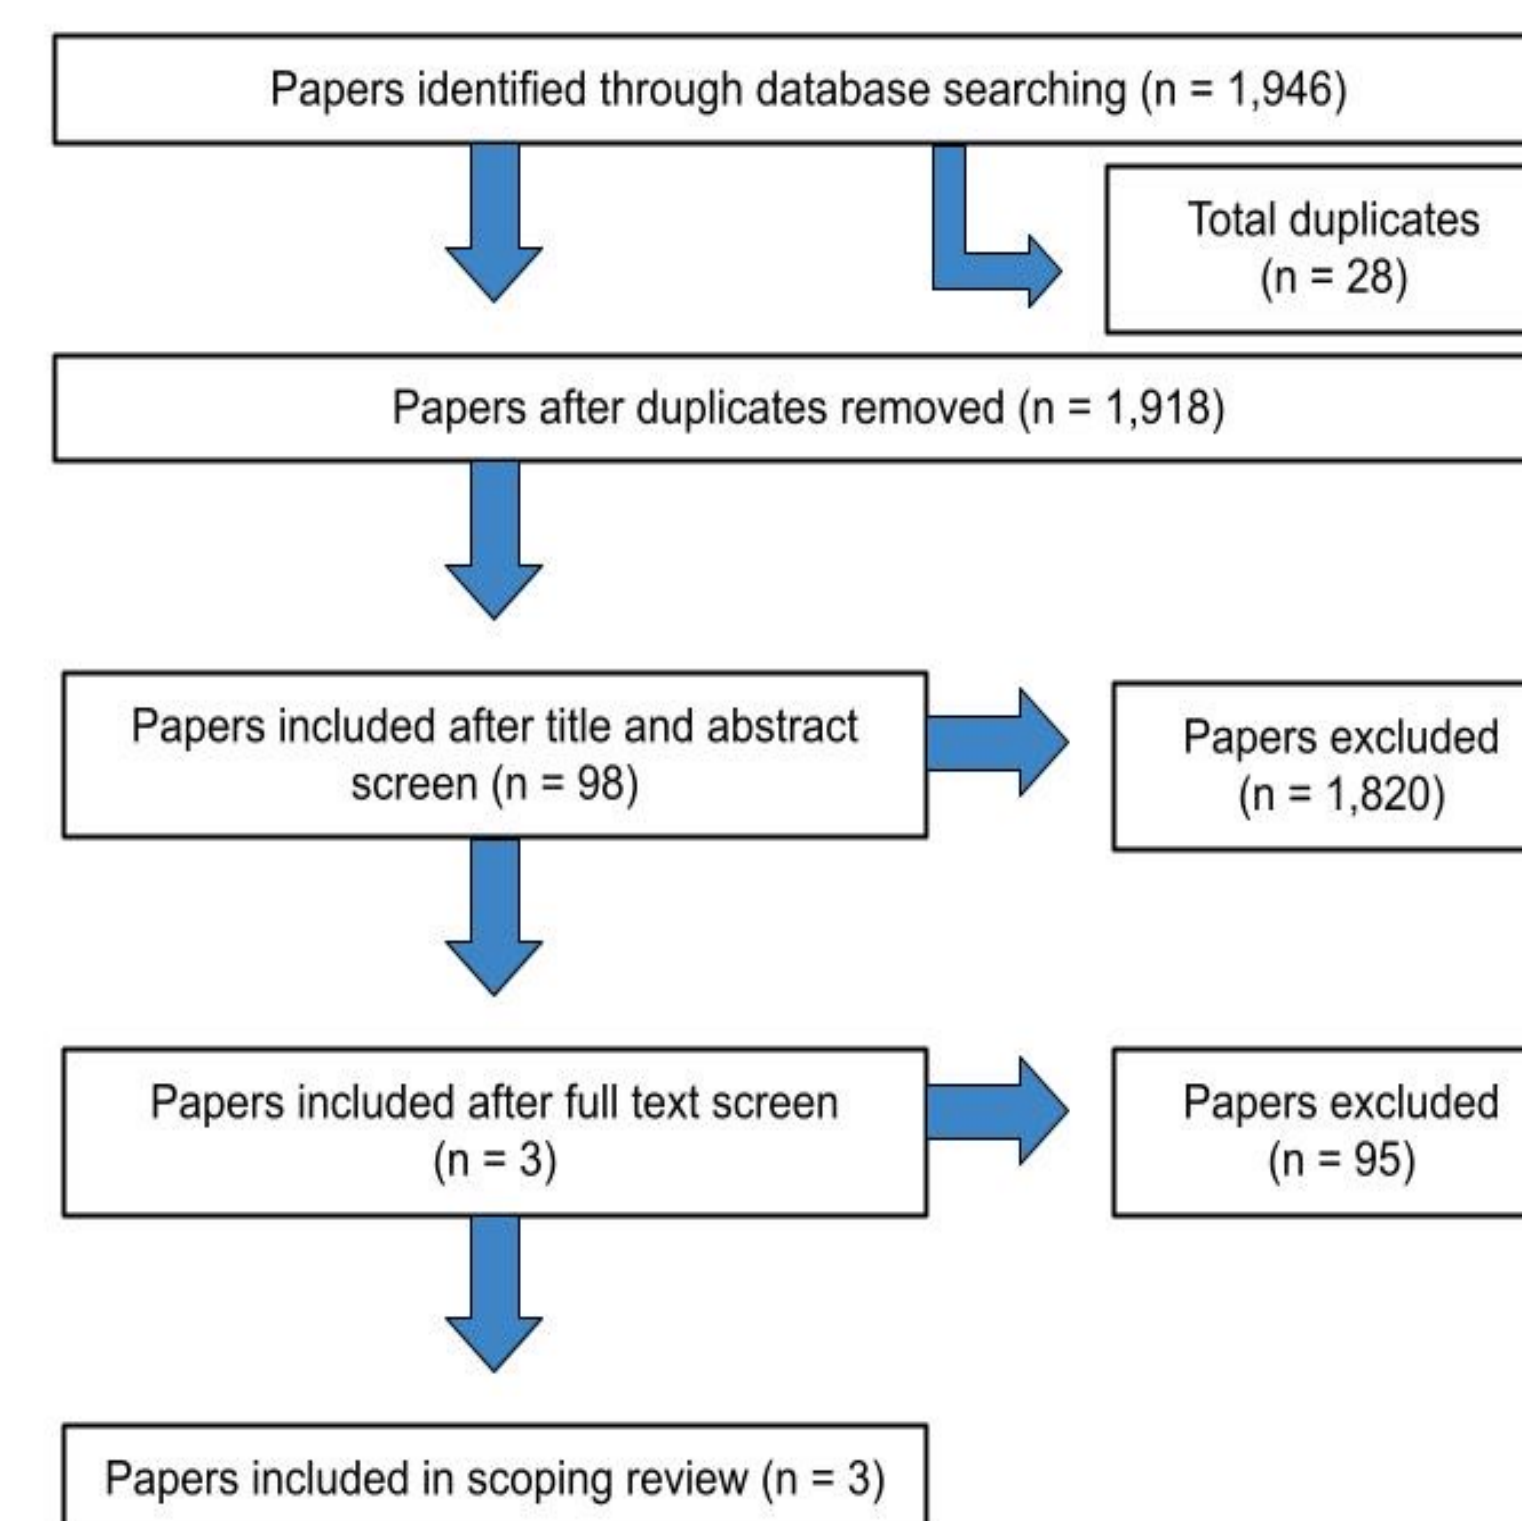 Papers identified through database searching (n = 1,946)
Total duplicates
(n = 28)
Papers after duplicates removed (n = 1,918)
Papers included after title and abstract
screen (n = 98)
Papers excluded
(n = 1,820)
Papers included after full text screen
(n = 3)
Papers excluded
(n = 95)
Papers included in scoping review (n = 3)